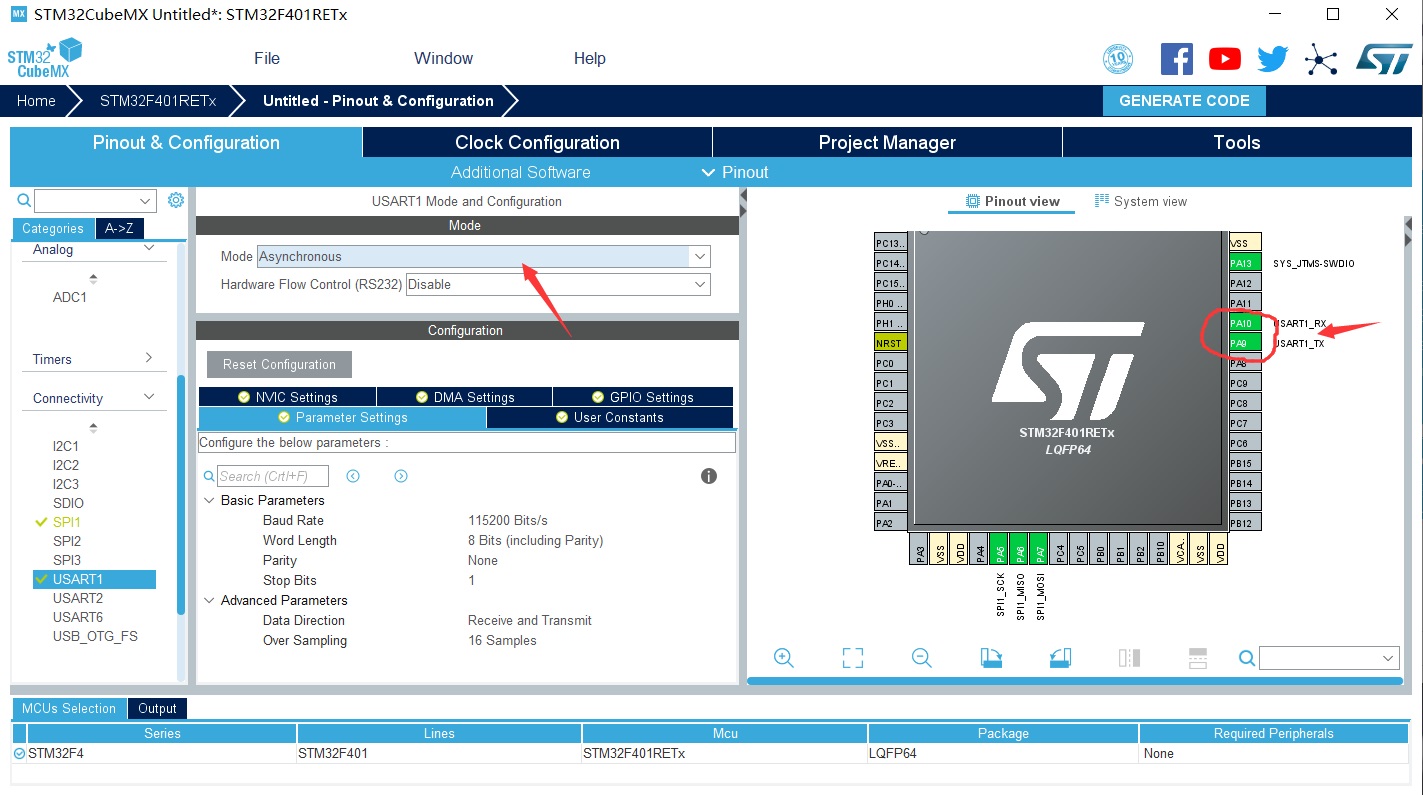 MX STM32CubeMX Untitled*: STM32F401RETx
STM32
CubeMX
File
Window
Help
10
Home
STM32F401RETx
Untitled - Pinout & Configuration
GENERATE CODE
Pinout & Configuration
Clock Configuration
Project Manager
Tools
Additional Software
Pinout
Categories
A->Z
Analog
ADC1
Timers
Connectivity
I2C1
I2C2
I2C3
SDIO
SPI1
SPI2
SPI3
USART1
USART2
USART6
USB_OTG_FS
USART1 Mode and Configuration
Mode
Mode Asynchronous
Hardware Flow Control (RS232) Disable
Configuration
Reset Configuration
NVIC Settings
DMA Settings
GPIO Settings
Parameter Settings
User Constants
Configure the below parameters :
Search (Crtl+F)
Basic Parameters
Baud Rate 115200 Bits/s
Word Length 8 Bits (including Parity)
Parity None
Stop Bits 1
Advanced Parameters
Data Direction Receive and Transmit
Over Sampling 16 Samples
Pinout view
System view
PC13..
PC14..
PC15..
PH0 ..
PH1 ..
NRST
PC0
PC1
PC2
PC3
VSS..
VRE..
PA0-..
PA1
PA2
ST
STM32F401RETx
LQFP64
VSS
PA13 SYS_JTMS-SWDIO
PA12
PA11
PA10 USART1_RX
PA9 USART1_TX
PA8
PC9
PC8
PC7
PC6
PB15
PB14
PB13
PB12
PA3
VSS
VDD
PA4
PA5
PA6
PA7
PC4
PC5
PB0
PB1
PB2
PB10
VCA..
VSS
VDD
SPI1_SCK
SPI1_MISO
SPI1_MOSI
MCUs Selection
Output
Series
Lines
Mcu
Package
Required Peripherals
STM32F4
STM32F401
STM32F401RETx
LQFP64
None